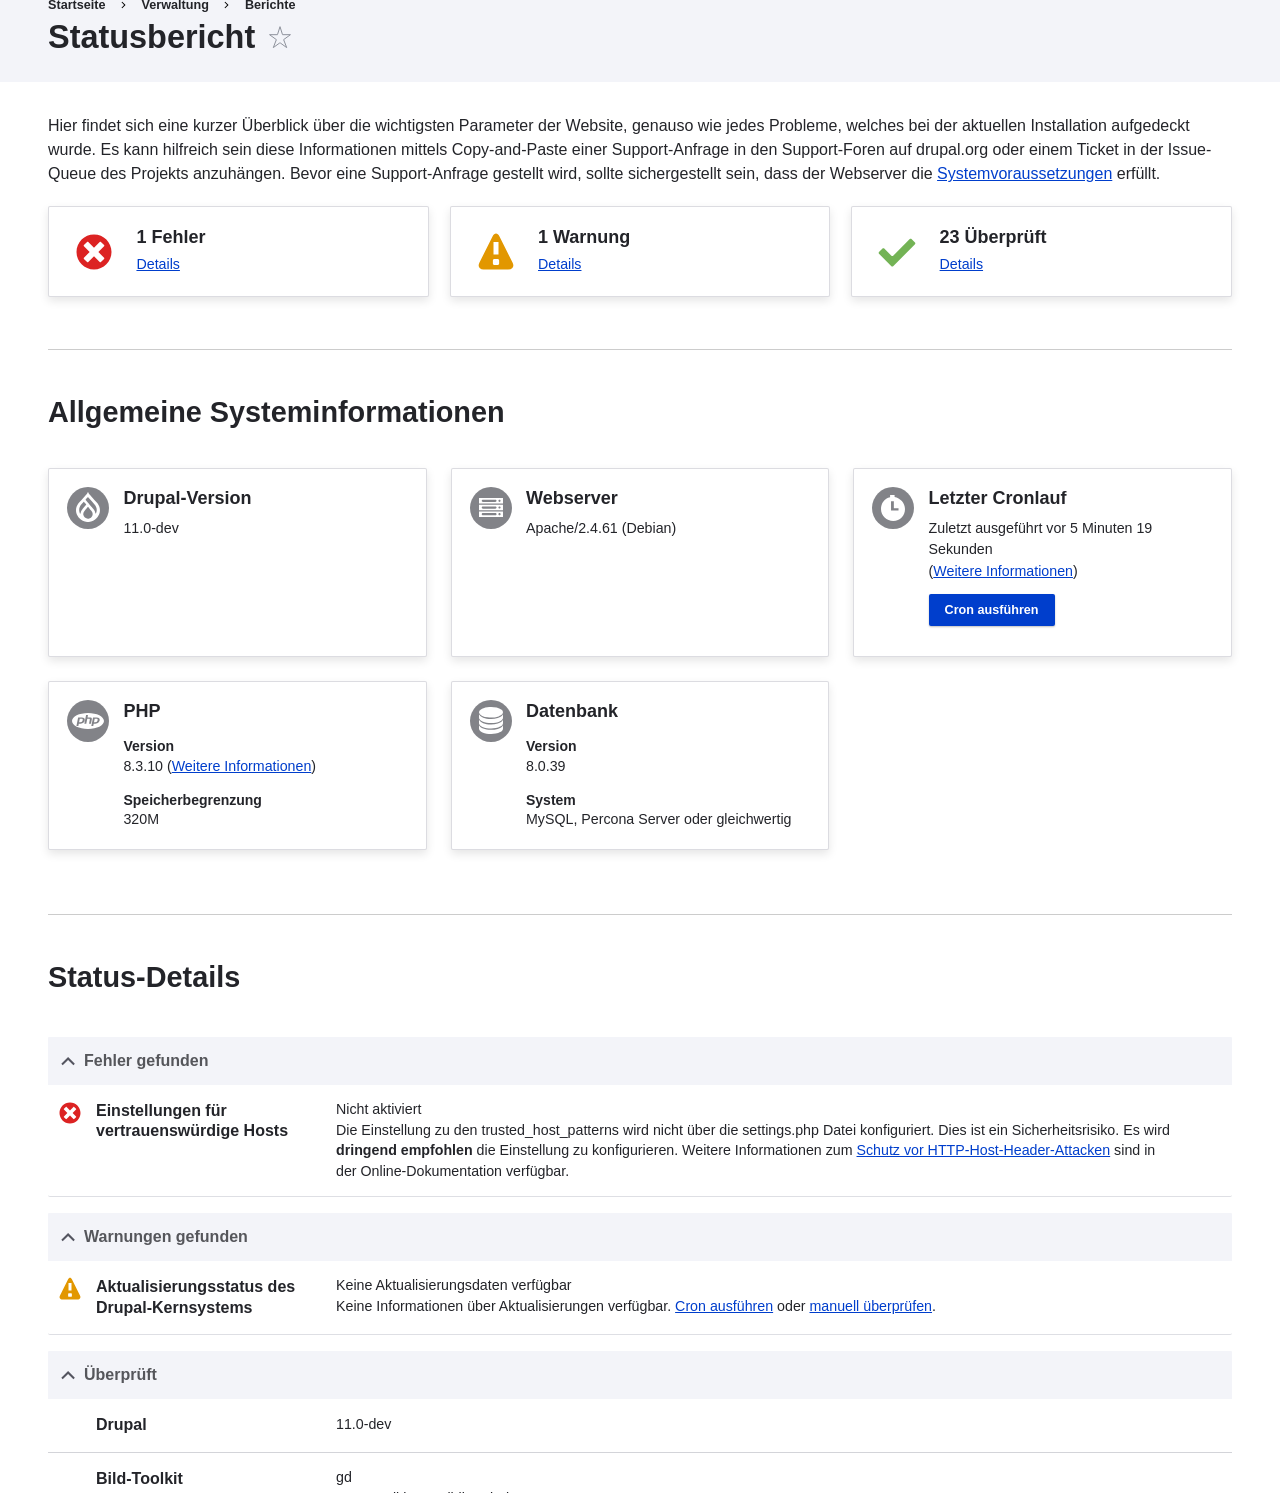 Startseite > Verwaltung > Berichte
Statusbericht ☆
Hier findet sich eine kurzer Überblick über die wichtigsten Parameter der Website, genauso wie jedes Probleme, welches bei der aktuellen Installation aufgedeckt
wurde. Es kann hilfreich sein diese Informationen mittels Copy-and-Paste einer Support-Anfrage in den Support-Foren auf drupal.org oder einem Ticket in der Issue-
Queue des Projekts anzuhängen. Bevor eine Support-Anfrage gestellt wird, sollte sichergestellt sein, dass der Webserver die Systemvoraussetzungen erfüllt.
1 Fehler
Details
1 Warnung
Details
23 Überprüft
Details
Allgemeine Systeminformationen
Drupal-Version
11.0-dev
Webserver
Apache/2.4.61 (Debian)
Letzter Cronlauf
Zuletzt ausgeführt vor 5 Minuten 19
Sekunden
(Weitere Informationen)
Cron ausführen
php
PHP
Version
8.3.10 (Weitere Informationen)
Speicherbegrenzung
320M
Datenbank
Version
8.0.39
System
MySQL, Percona Server oder gleichwertig
Status-Details
Fehler gefunden
Einstellungen für
vertrauenswürdige Hosts
Nicht aktiviert
Die Einstellung zu den trusted_host_patterns wird nicht über die settings.php Datei konfiguriert. Dies ist ein Sicherheitsrisiko. Es wird
dringend empfohlen die Einstellung zu konfigurieren. Weitere Informationen zum Schutz vor HTTP-Host-Header-Attacken sind in
der Online-Dokumentation verfügbar.
Warnungen gefunden
Aktualisierungsstatus des
Drupal-Kernsystems
Keine Aktualisierungsdaten verfügbar
Keine Informationen über Aktualisierungen verfügbar. Cron ausführen oder manuell überprüfen.
Überprüft
Drupal
11.0-dev
Bild-Toolkit
gd